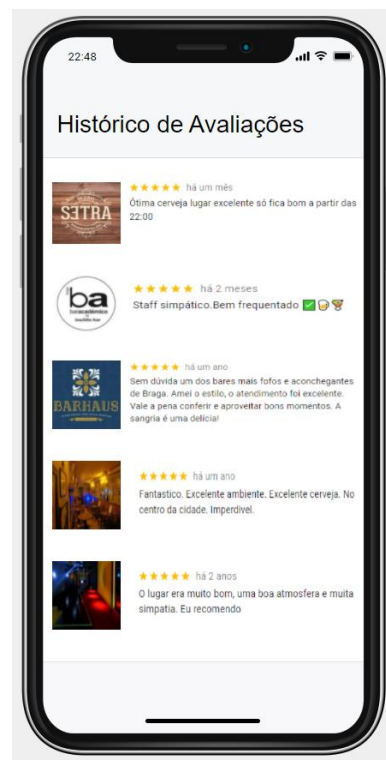 22:48
Histórico de Avaliações
SETRA
há um mês
Ótima cerveja lugar excelente só fica bom a partir das
22:00
ba
há 2 meses
Staff simpático.Bem frequentado
BARHAUS
há um ano
Sem dúvida um dos bares mais fofos e aconchegantes
de Braga. Amei o estilo, o atendimento foi excelente.
Vale a pena conferir e aproveitar bons momentos. A
sangria é uma delícia!
há um ano
Fantastico. Excelente ambiente. Excelente cerveja. No
centro da cidade. Imperdivel.
há 2 anos
O lugar era muito bom, uma boa atmosfera e muita
simpatia. Eu recomendo